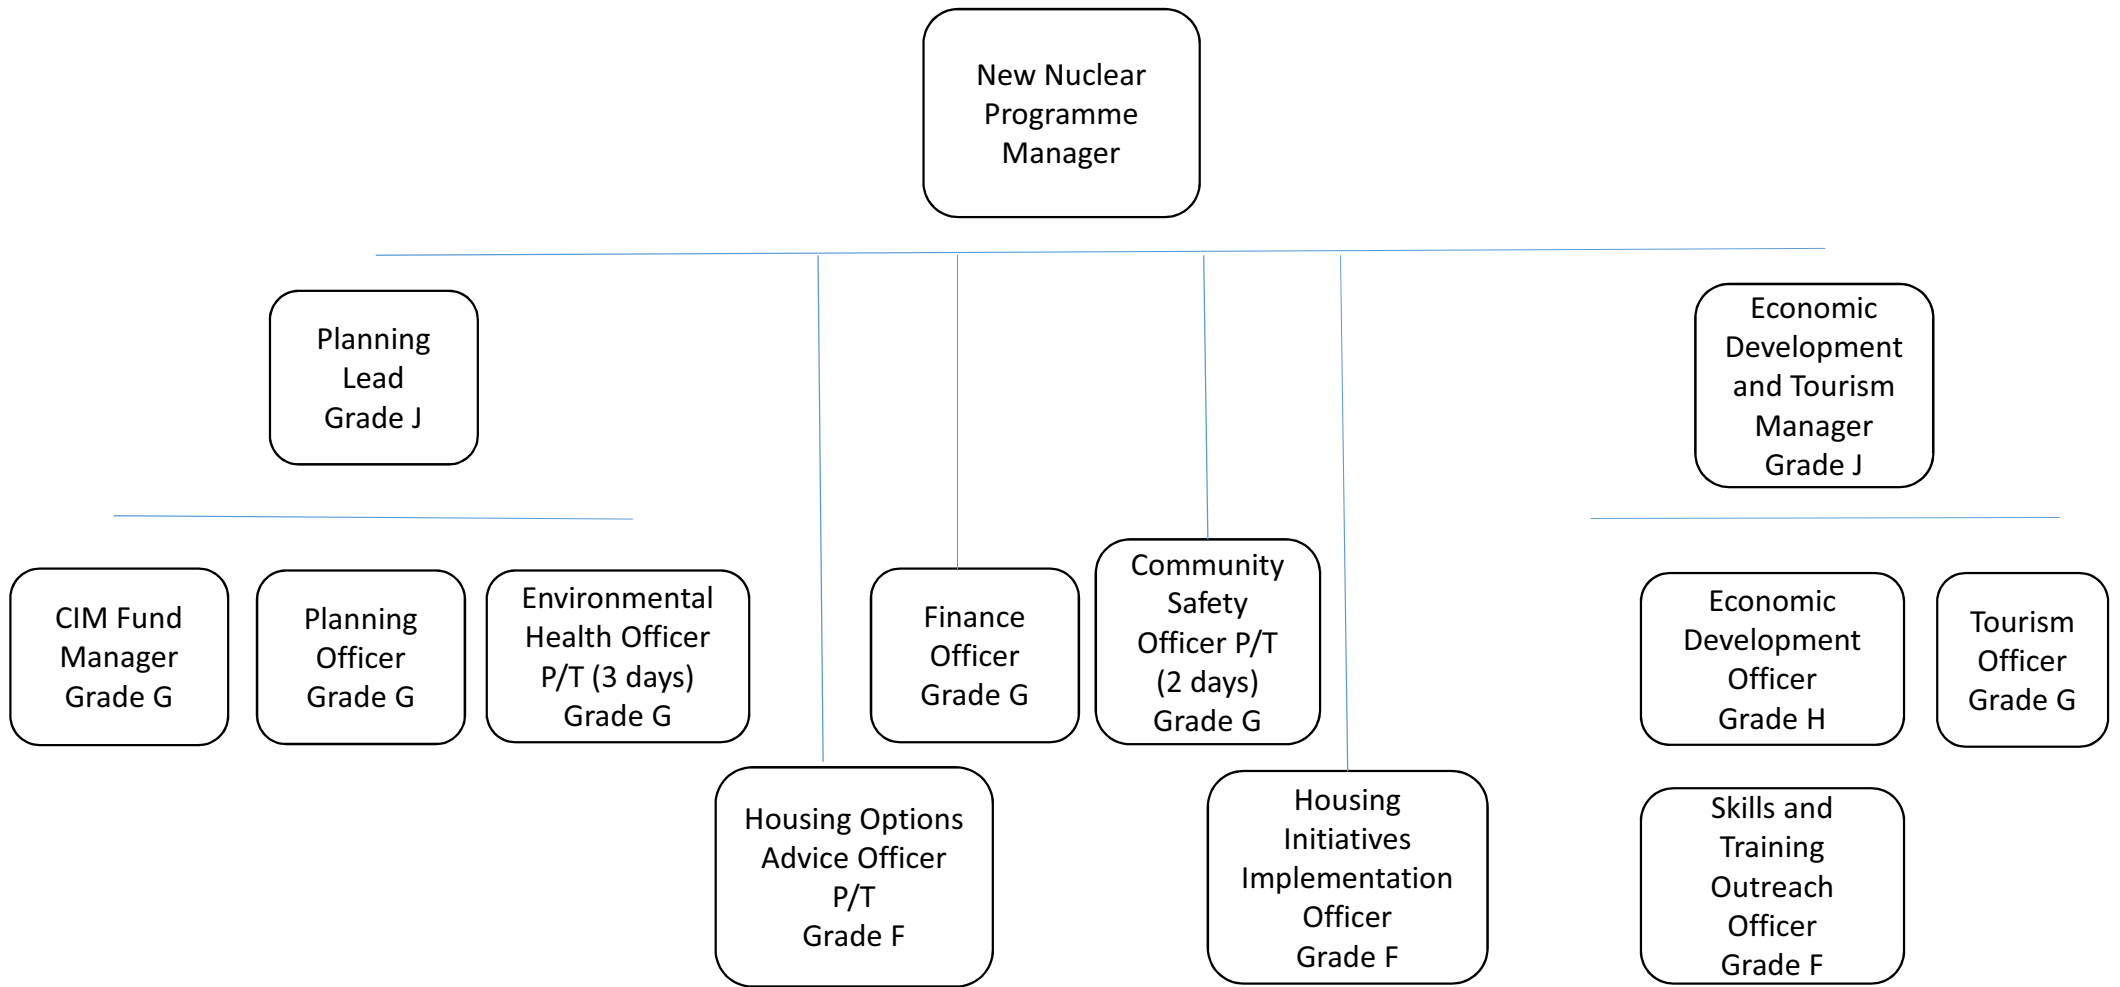 New Nuclear
Programme
Manager
Planning
Lead
Grade J
Economic
Development
and Tourism
Manager
Grade J
CIM Fund
Manager
Grade G
Planning
Officer
Grade G
Environmental
Health Officer
P/T (3 days)
Grade G
Finance
Officer
Grade G
Community
Safety
Officer P/T
(2 days)
Grade G
Economic
Development
Officer
Grade H
Tourism
Officer
Grade G
Housing Options
Advice Officer
P/T
Grade F
Housing
Initiatives
Implementation
Officer
Grade F
Skills and
Training
Outreach
Officer
Grade F